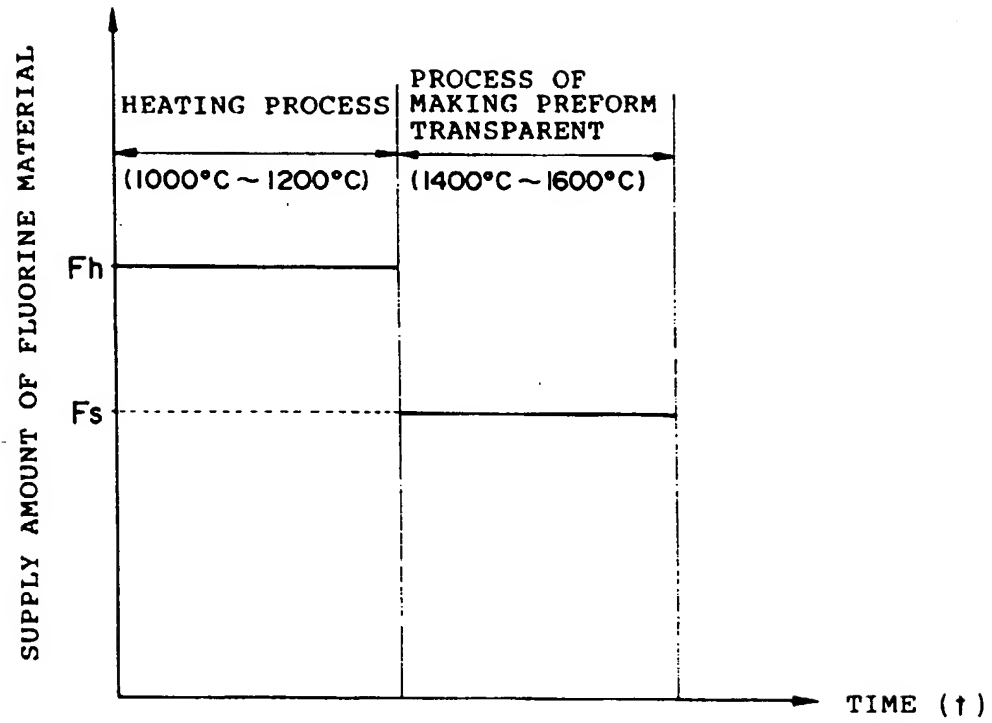 SUPPLY AMOUNT OF FLUORINE MATERIAL
HEATING PROCESS
(1000°C ~ 1200°C)
PROCESS OF
MAKING PREFORM
TRANSPARENT
(1400°C ~ 1600°C)
Fh
Fs
TIME (t)